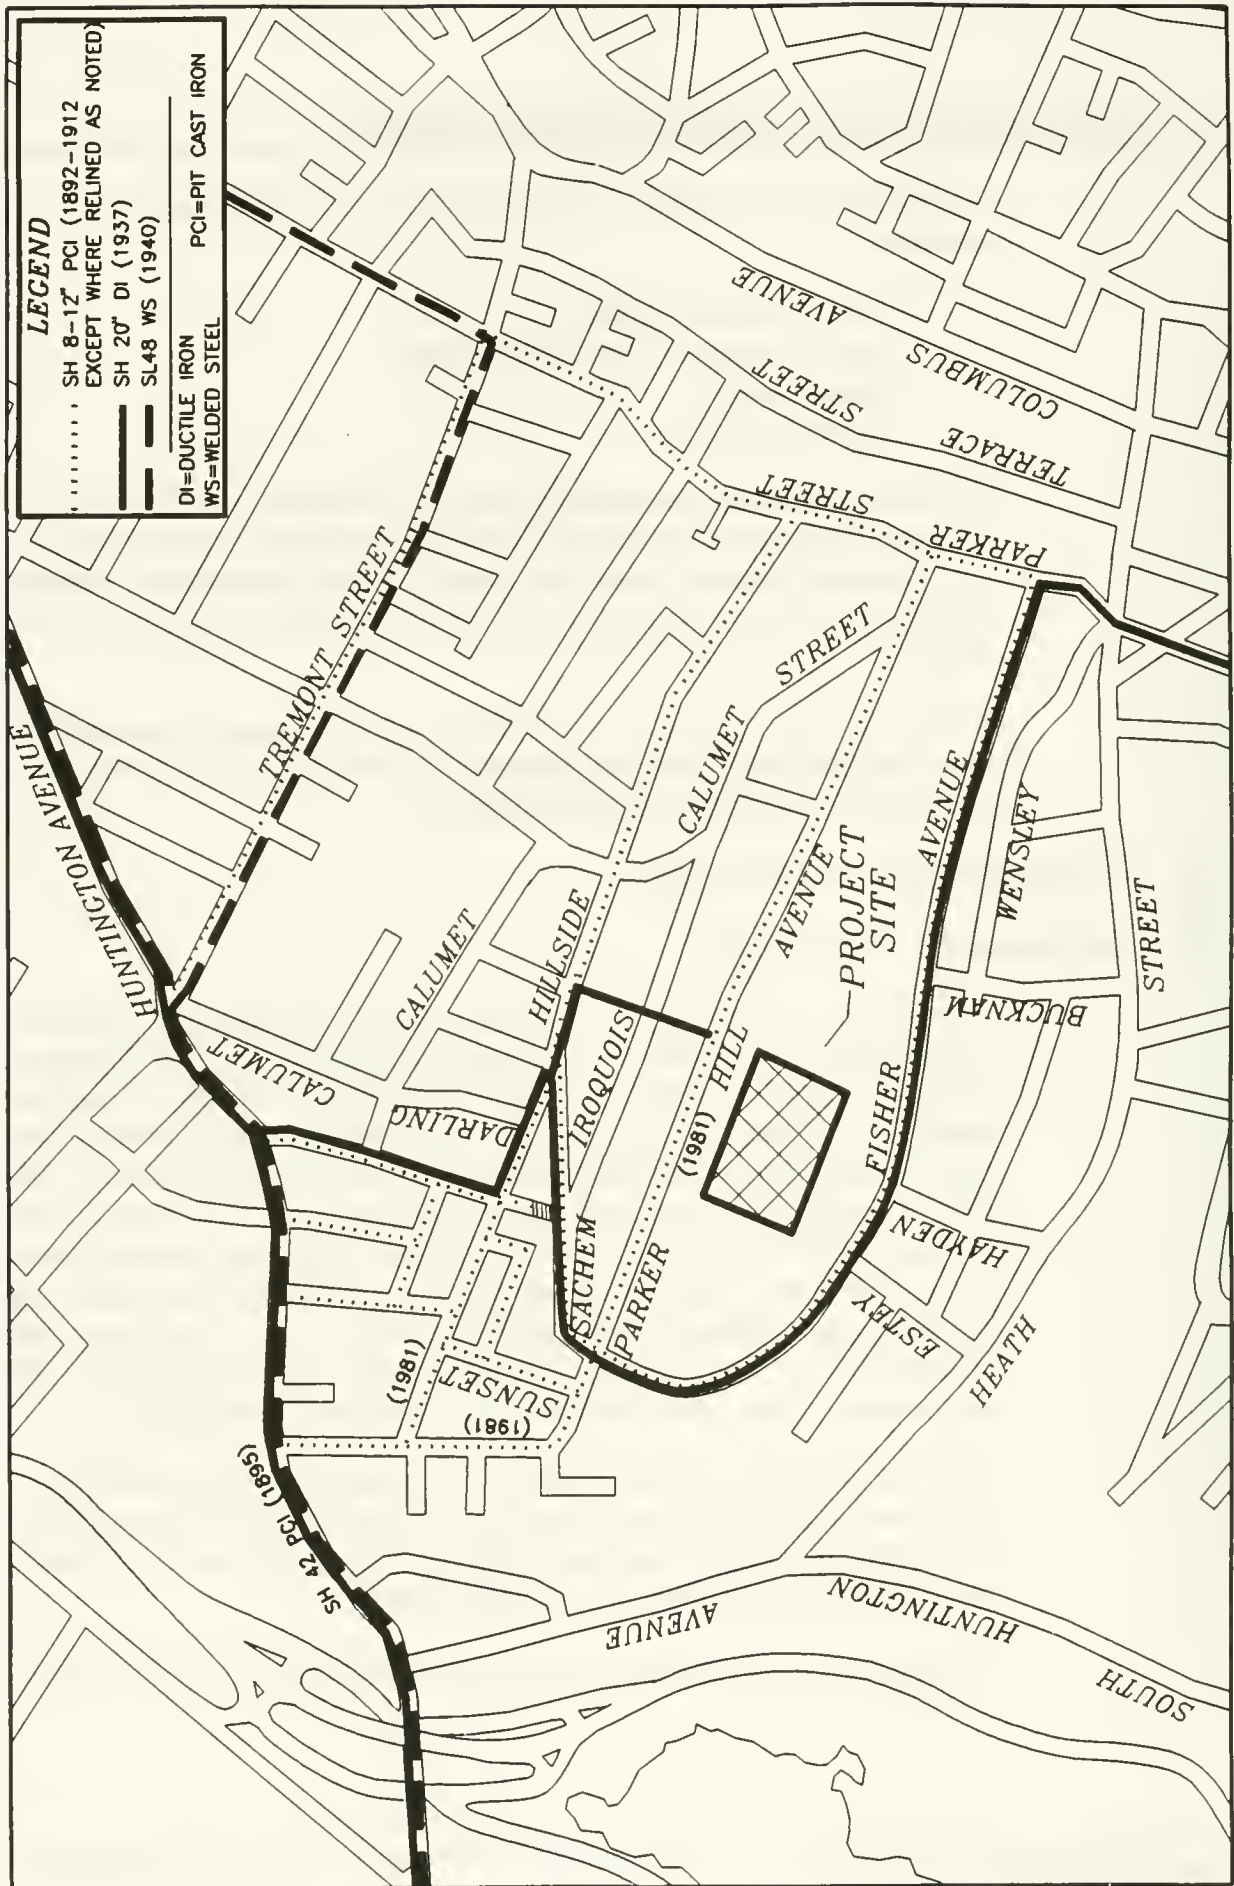 LEGEND
SH 8-12" PCI (1892-1912
EXCEPT WHERE RELINED AS NOTED)
SH 20" DI (1937)
SL48 WS (1940)
DI=DUCTILE IRON
PCI=PIT CAST IRON
WS=WELDED STEEL
HUNTINGTON AVENUE
TREMONT STREET
CALUMET
CALUMET
DARLING
HILLSIDE
IROQUOIS
CALUMET
STREET
SACHEM
PARKER
HILL
AVENUE
(1981)
PROJECT
SITE
FISHER
AVENUE
WENSLEY
BUCKNAM
HAYDEN
ESTEY
HEATH
STREET
SUNSET
(1981)
(1981)
SH 42 PCI (1895)
AVENUE
HUNTINGTON
SOUTH
PARKER
STREET
TERRACE
STREET
COLUMBUS
AVENUE